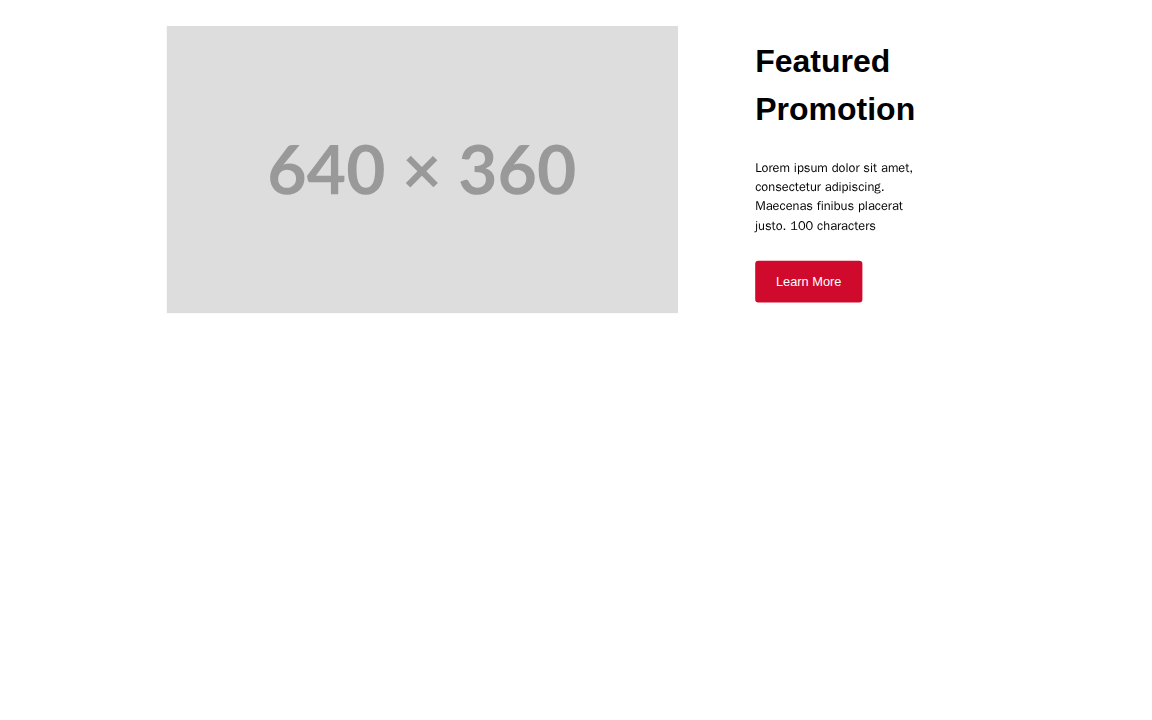 640 × 360
Featured
Promotion
Lorem ipsum dolor sit amet,
consectetur adipiscing.
Maecenas finibus placerat
justo. 100 characters
Learn More